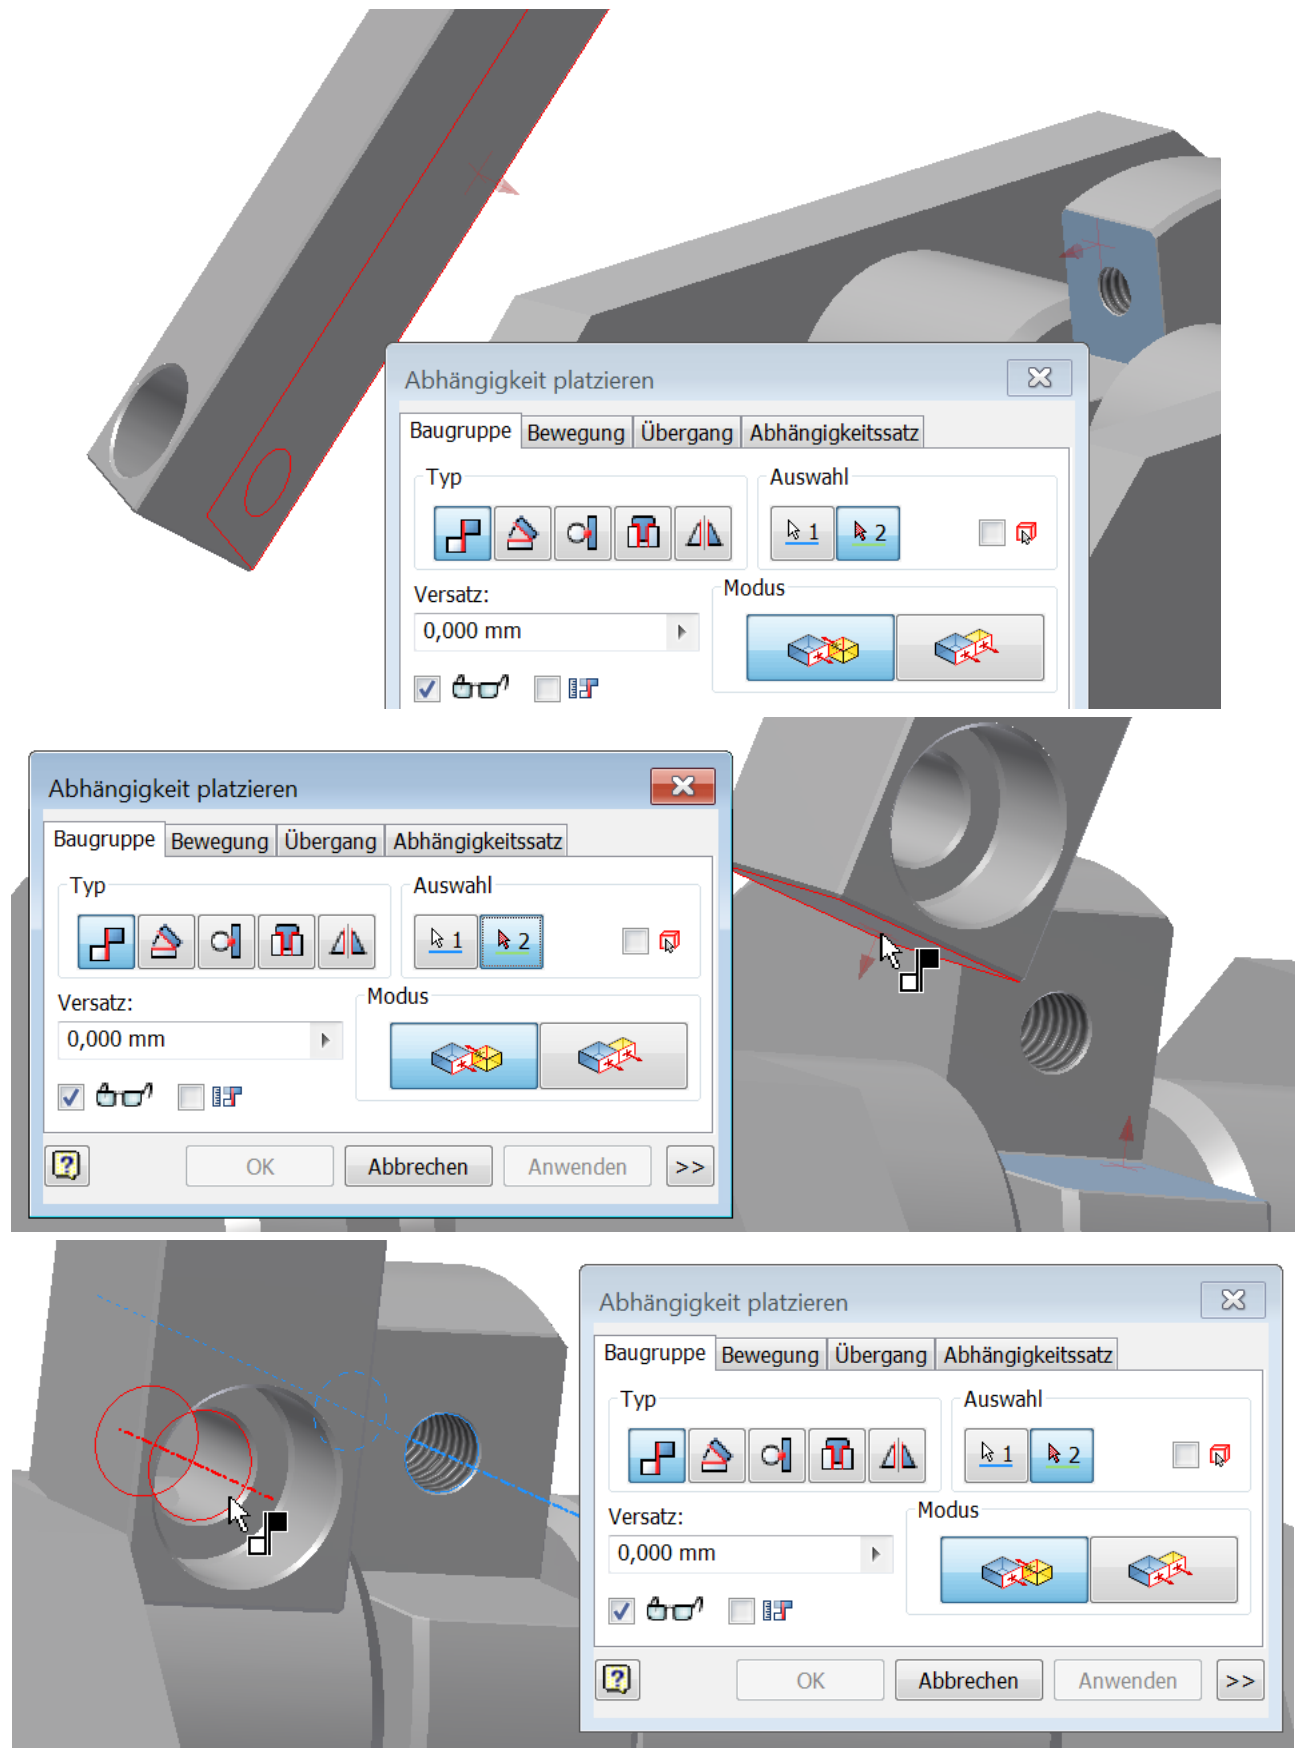 Abhängigkeit platzieren
Baugruppe Bewegung Übergang Abhängigkeitssatz
Typ Auswahl
1 2
Versatz: Modus
0,000 mm
Abhängigkeit platzieren
Baugruppe Bewegung Übergang Abhängigkeitssatz
Typ Auswahl
1 2
Versatz: Modus
0,000 mm
? OK Abbrechen Anwenden >>
Abhängigkeit platzieren
Baugruppe Bewegung Übergang Abhängigkeitssatz
Typ Auswahl
1 2
Versatz: Modus
0,000 mm
? OK Abbrechen Anwenden >>